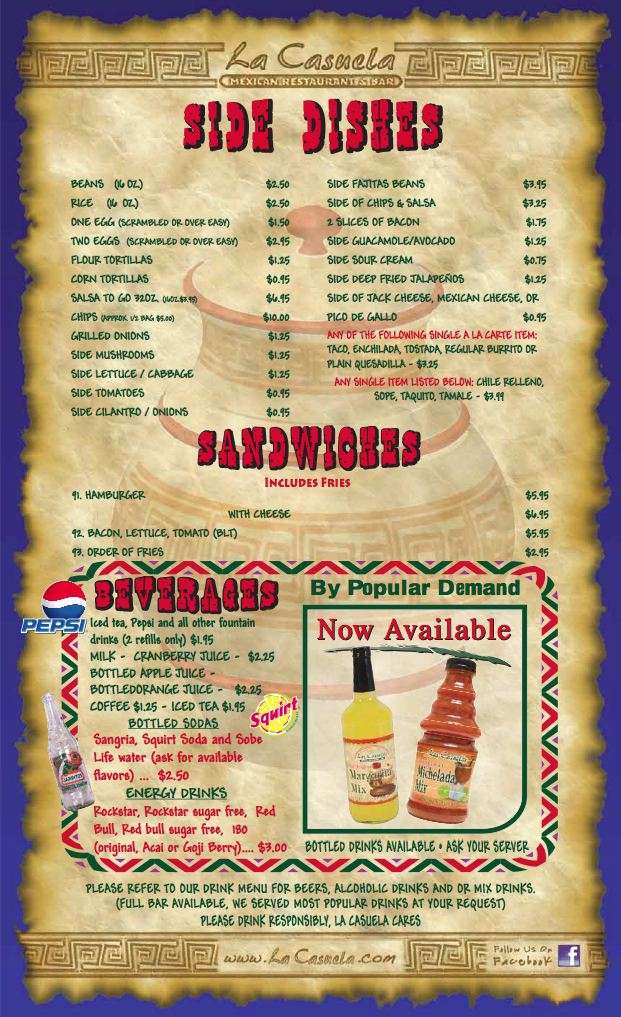 La Casuela
MEXICAN RESTAURANT & BAR
SIDE DISHES
BEANS (16 OZ.) $2.50
RICE (16 OZ.) $2.50
ONE EGG (SCRAMBLED OR OVER EASY) $1.50
TWO EGGS (SCRAMBLED OR OVER EASY) $2.95
FLOUR TORTILLAS $1.25
CORN TORTILLAS $0.95
SALSA TO GO 32OZ. (16OZ.$3.95) $6.95
CHIPS (APPROX. 1/2 BAG $5.00) $10.00
GRILLED ONIONS $1.25
SIDE MUSHROOMS $1.25
SIDE LETTUCE / CABBAGE $1.25
SIDE TOMATOES $0.95
SIDE CILANTRO / ONIONS $0.95
SIDE FAJITAS BEANS $3.95
SIDE OF CHIPS & SALSA $3.25
2 SLICES OF BACON $1.75
SIDE GUACAMOLE/AVOCADO $1.25
SIDE SOUR CREAM $0.75
SIDE DEEP FRIED JALAPEÑOS $1.25
SIDE OF JACK CHEESE, MEXICAN CHEESE, OR
PICO DE GALLO $0.95
ANY OF THE FOLLOWING SINGLE A LA CARTE ITEM:
TACO, ENCHILADA, TOSTADA, REGULAR BURRITO OR
PLAIN QUESADILLA - $3.25
ANY SINGLE ITEM LISTED BELOW: CHILE RELLENO,
SOPE, TAQUITO, TAMALE - $3.99
SANDWICHES
INCLUDES FRIES
91. HAMBURGER $5.95
WITH CHEESE $6.95
92. BACON, LETTUCE, TOMATO (BLT) $5.95
93. ORDER OF FRIES $2.95
PEPSI
BEVERAGES
Iced tea, Pepsi and all other fountain
drinks (2 refills only) $1.95
MILK - CRANBERRY JUICE - $2.25
BOTTLED APPLE JUICE -
BOTTLEDORANGE JUICE - $2.25
COFFEE $1.25 - ICED TEA $1.95
Squirt
BOTTLED SODAS
Sangria, Squirt Soda and Sobe
Life water (ask for available
flavors) ... $2.50
ENERGY DRINKS
Rockstar, Rockstar sugar free, Red
Bull, Red bull sugar free, 180
(original, Acai or Goji Berry).... $3.00
By Popular Demand
Now Available
La Casuela
Margarita
Mix
La Casuela
Michelada
Mix
BOTTLED DRINKS AVAILABLE • ASK YOUR SERVER
PLEASE REFER TO OUR DRINK MENU FOR BEERS, ALCOHOLIC DRINKS AND OR MIX DRINKS.
(FULL BAR AVAILABLE, WE SERVED MOST POPULAR DRINKS AT YOUR REQUEST)
PLEASE DRINK RESPONSIBLY, LA CASUELA CARES
www.La Casuela.com
Follow Us On
Facebook
f